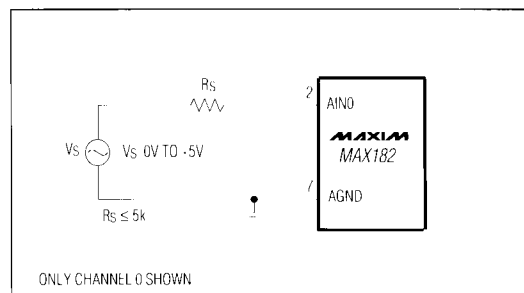 Rs
2
AIN0
MAXIM
MAX182
Vs
Vs 0V TO -5V
7
AGND
Rs ≤ 5k
ONLY CHANNEL 0 SHOWN